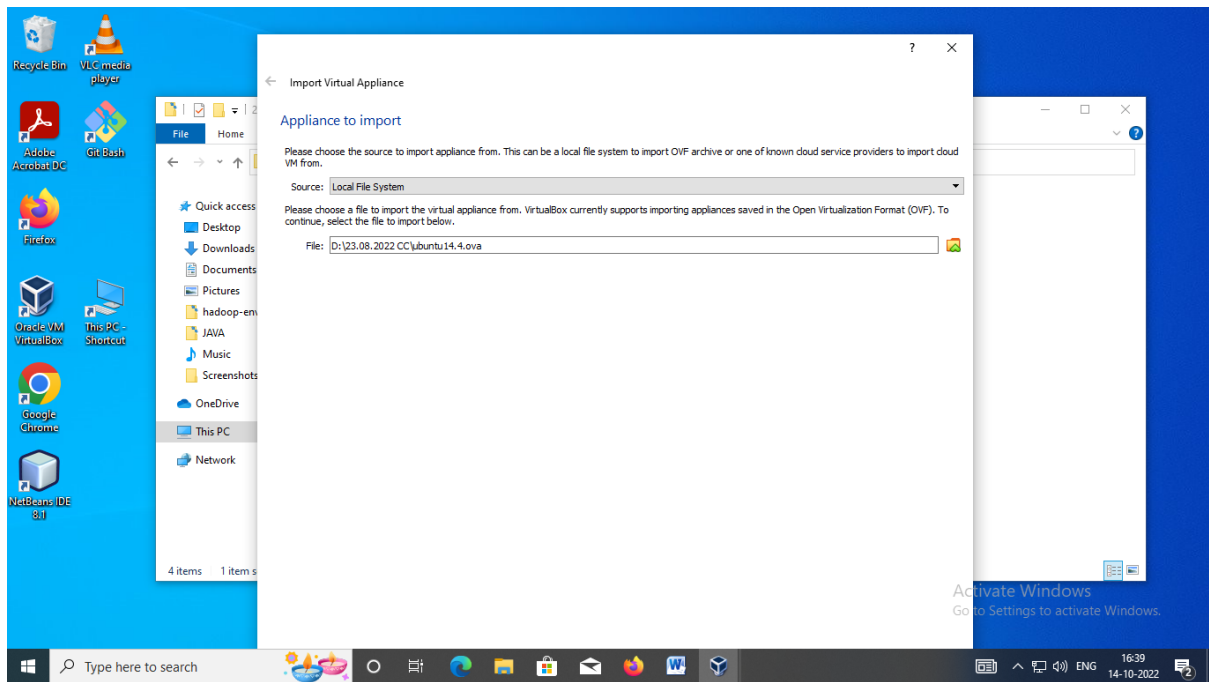 Recycle Bin
VLC media
player
Adobe
Acrobat DC
Git Bash
Firefox
Oracle VM
VirtualBox
This PC -
Shortcut
Google
Chrome
NetBeans IDE
8.1
File
Home
Quick access
Desktop
Downloads
Documents
Pictures
hadoop-env
JAVA
Music
Screenshots
OneDrive
This PC
Network
4 items
1 item s
?
Import Virtual Appliance
Appliance to import
Please choose the source to import appliance from. This can be a local file system to import OVF archive or one of known cloud service providers to import cloud
VM from.
Source: Local File System
Please choose a file to import the virtual appliance from. VirtualBox currently supports importing appliances saved in the Open Virtualization Format (OVF). To
continue, select the file to import below.
File: D:\23.08.2022 CC\ubuntu14.4.ova
Activate Windows
Go to Settings to activate Windows.
Type here to search
ENG
16:39
14-10-2022
2